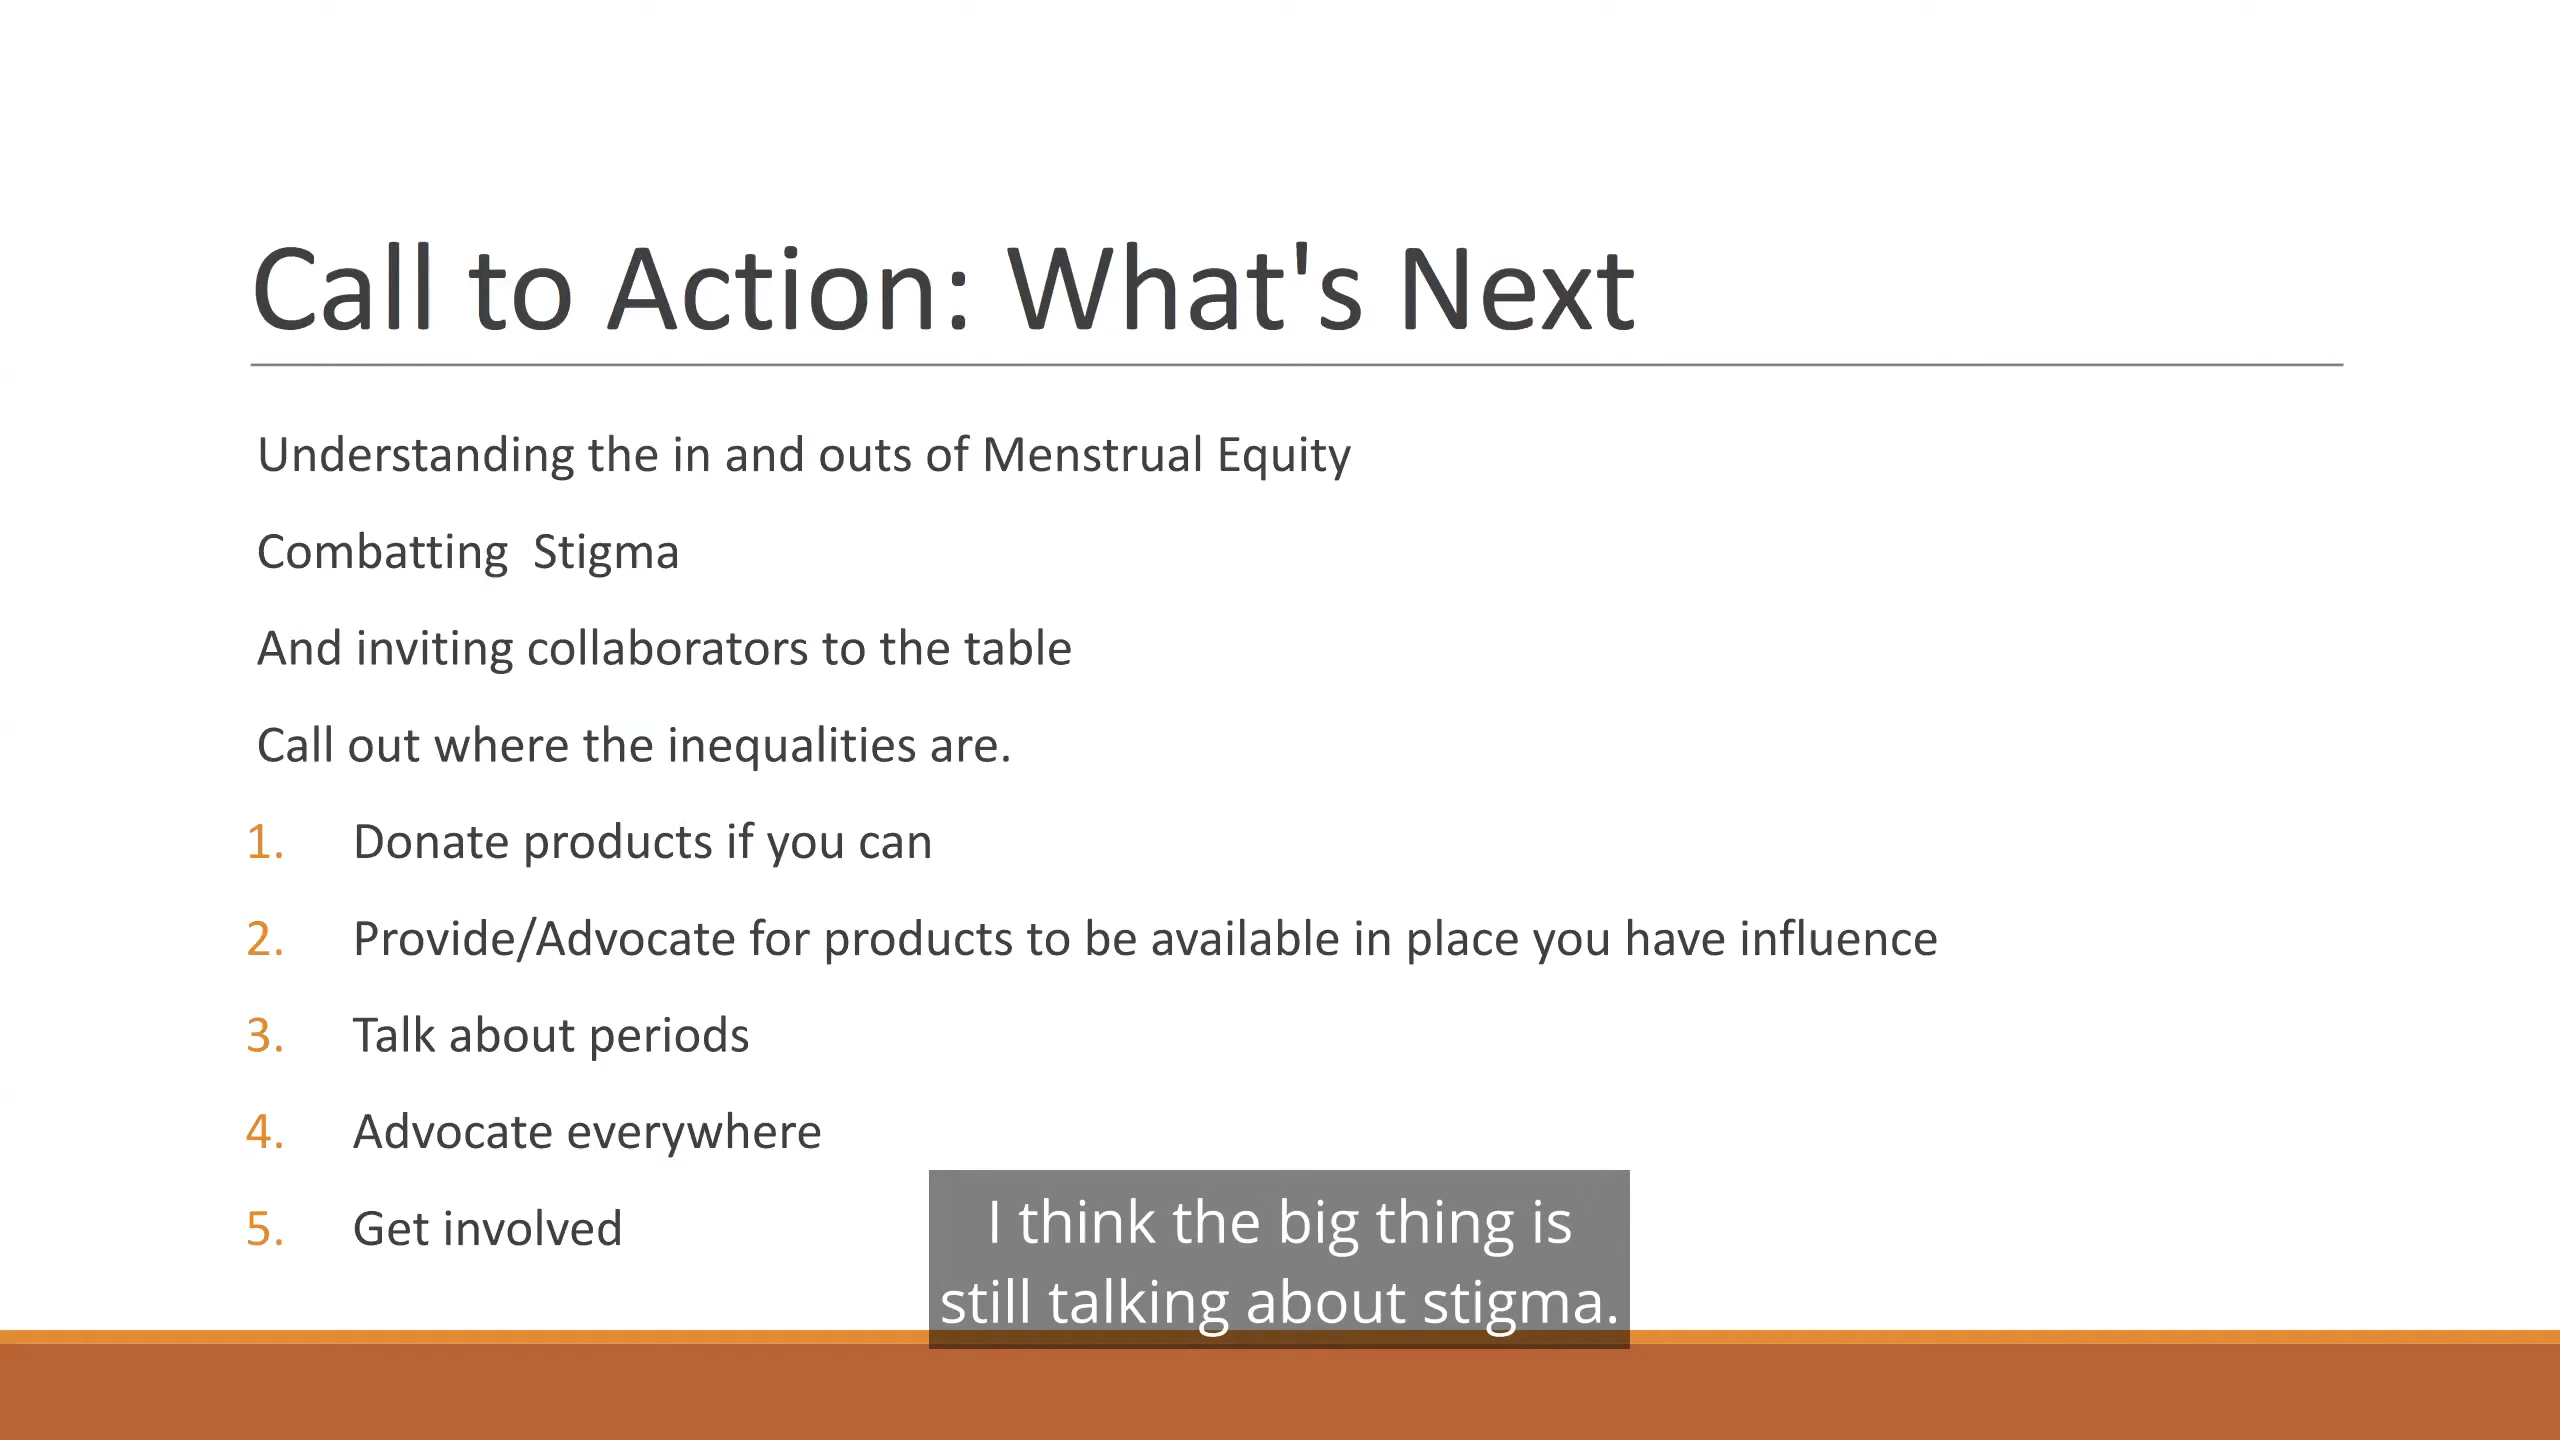 Call to Action: What's Next
Understanding the in and outs of Menstrual Equity
Combatting  Stigma
And inviting collaborators to the table
Call out where the inequalities are.
1. Donate products if you can
2. Provide/Advocate for products to be available in place you have influence
3. Talk about periods
4. Advocate everywhere
5. Get involved
I think the big thing is
still talking about stigma.